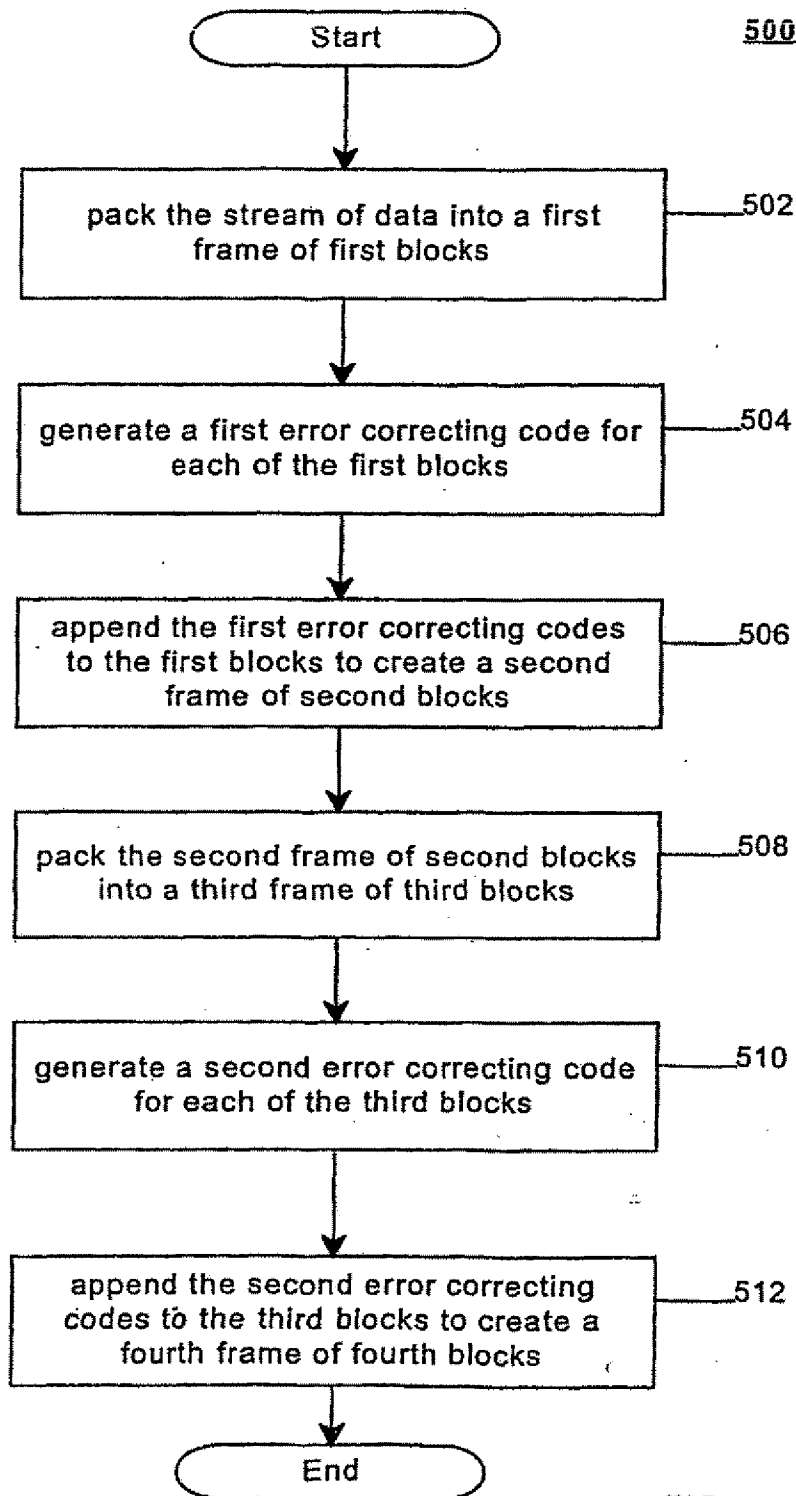 Start
500
pack the stream of data into a first
frame of first blocks
502
generate a first error correcting code for
each of the first blocks
504
append the first error correcting codes
to the first blocks to create a second
frame of second blocks
506
pack the second frame of second blocks
into a third frame of third blocks
508
generate a second error correcting code
for each of the third blocks
510
append the second error correcting
codes to the third blocks to create a
fourth frame of fourth blocks
512
End